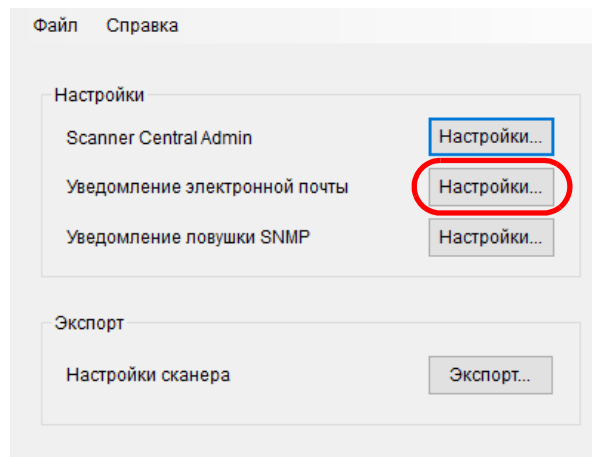 Файл Справка
Настройки
Scanner Central Admin Настройки...
Уведомление электронной почты Настройки...
Уведомление ловушки SNMP Настройки...
Экспорт
Настройки сканера Экспорт...